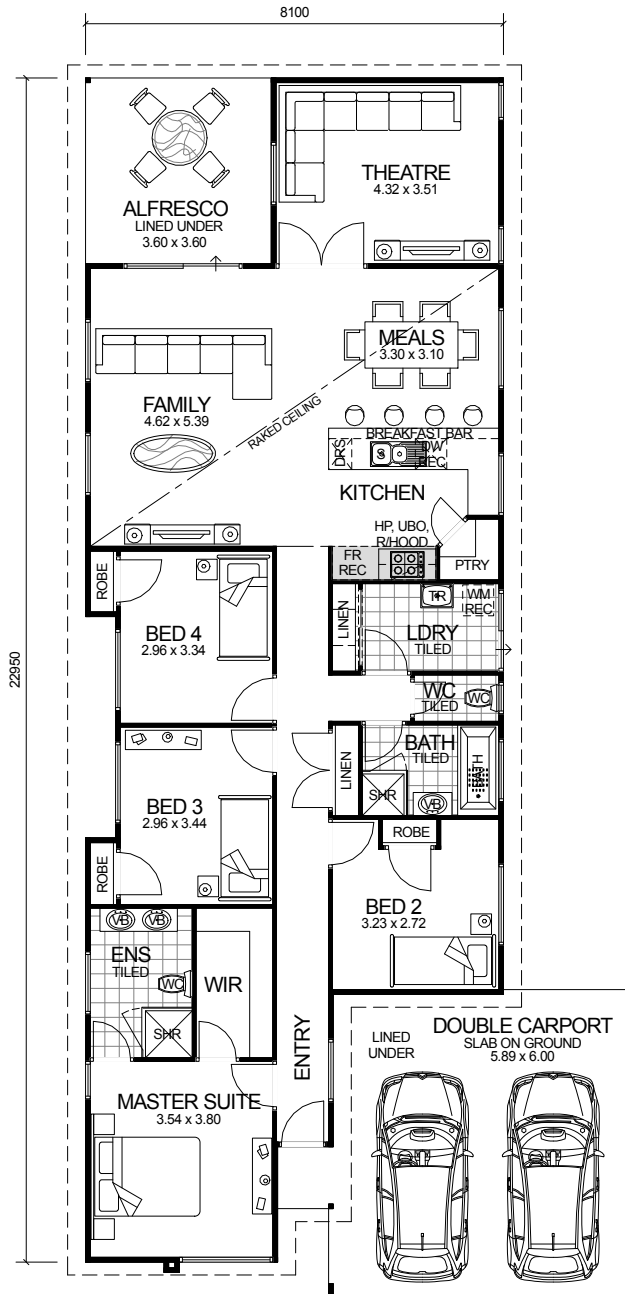 8100
22950
THEATRE
4.32 x 3.51
ALFRESCO
LINED UNDER
3.60 x 3.60
MEALS
3.30 x 3.10
FAMILY
4.62 x 5.39
RAKED CEILING
BREAKFAST BAR
DRS
S
DW
REC
KITCHEN
HP, UBO,
R/HOOD
FR
REC
PTRY
ROBE
BED 4
2.96 x 3.34
LINEN
TR
WM
REC
LDRY
TILED
WC
TILED
WC
BATH
TILED
BATH
LINEN
SHR
VB
BED 3
2.96 x 3.44
ROBE
ROBE
BED 2
3.23 x 2.72
VB
VB
ENS
TILED
WC
SHR
WIR
ENTRY
LINED
UNDER
DOUBLE CARPORT
SLAB ON GROUND
5.89 x 6.00
MASTER SUITE
3.54 x 3.80